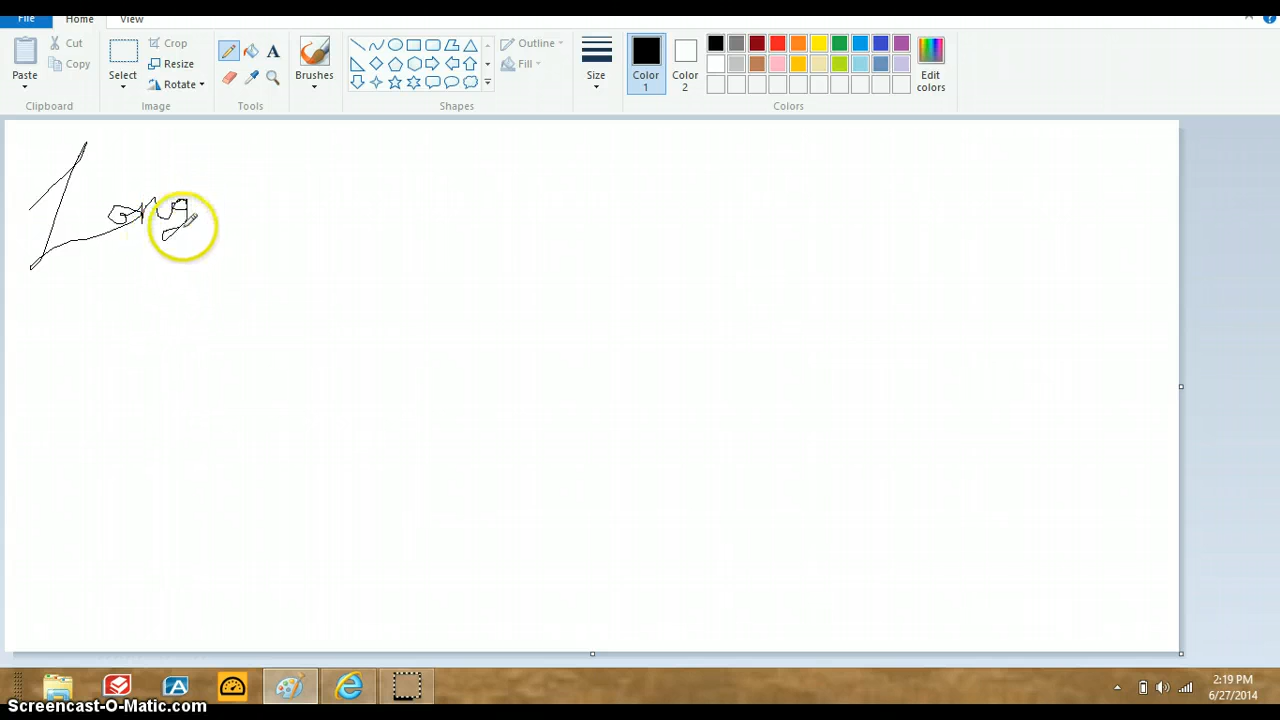 File Home View
Paste Cut Copy Select Crop Resize Rotate Brushes Outline Fill Size Color 1 Color 2 Edit colors
Clipboard Image Tools Shapes Colors
Long
A
2:19 PM
6/27/2014
Screencast-O-Matic.com